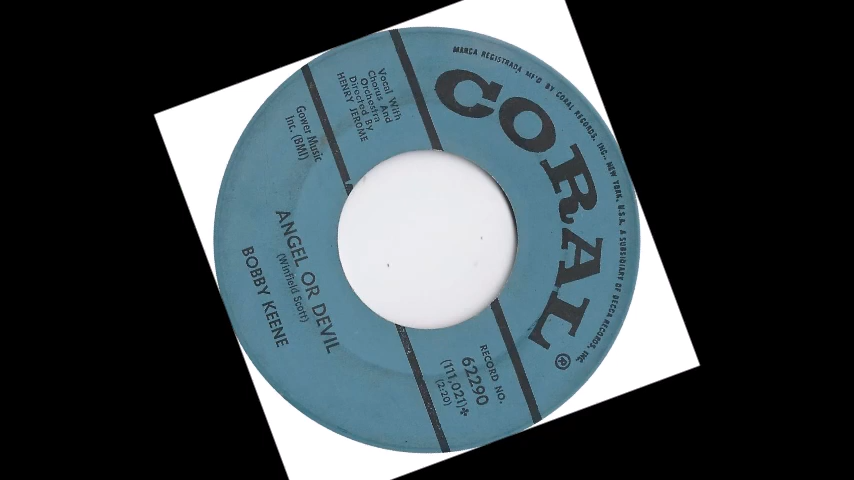 MARCA REGISTRADA MF'D BY CORAL RECORDS, INC., NEW YORK, U.S.A. A SUBSIDIARY OF DECCA RECORDS, INC.
CORAL®
Vocal With
Chorus And
Orchestra
Directed By
HENRY JEROME
RECORD NO.
62290
(111,021)✤
(2:20)
Gower Music
Inc. (BMI)
ANGEL OR DEVIL
(Winfield Scott)
BOBBY KEENE